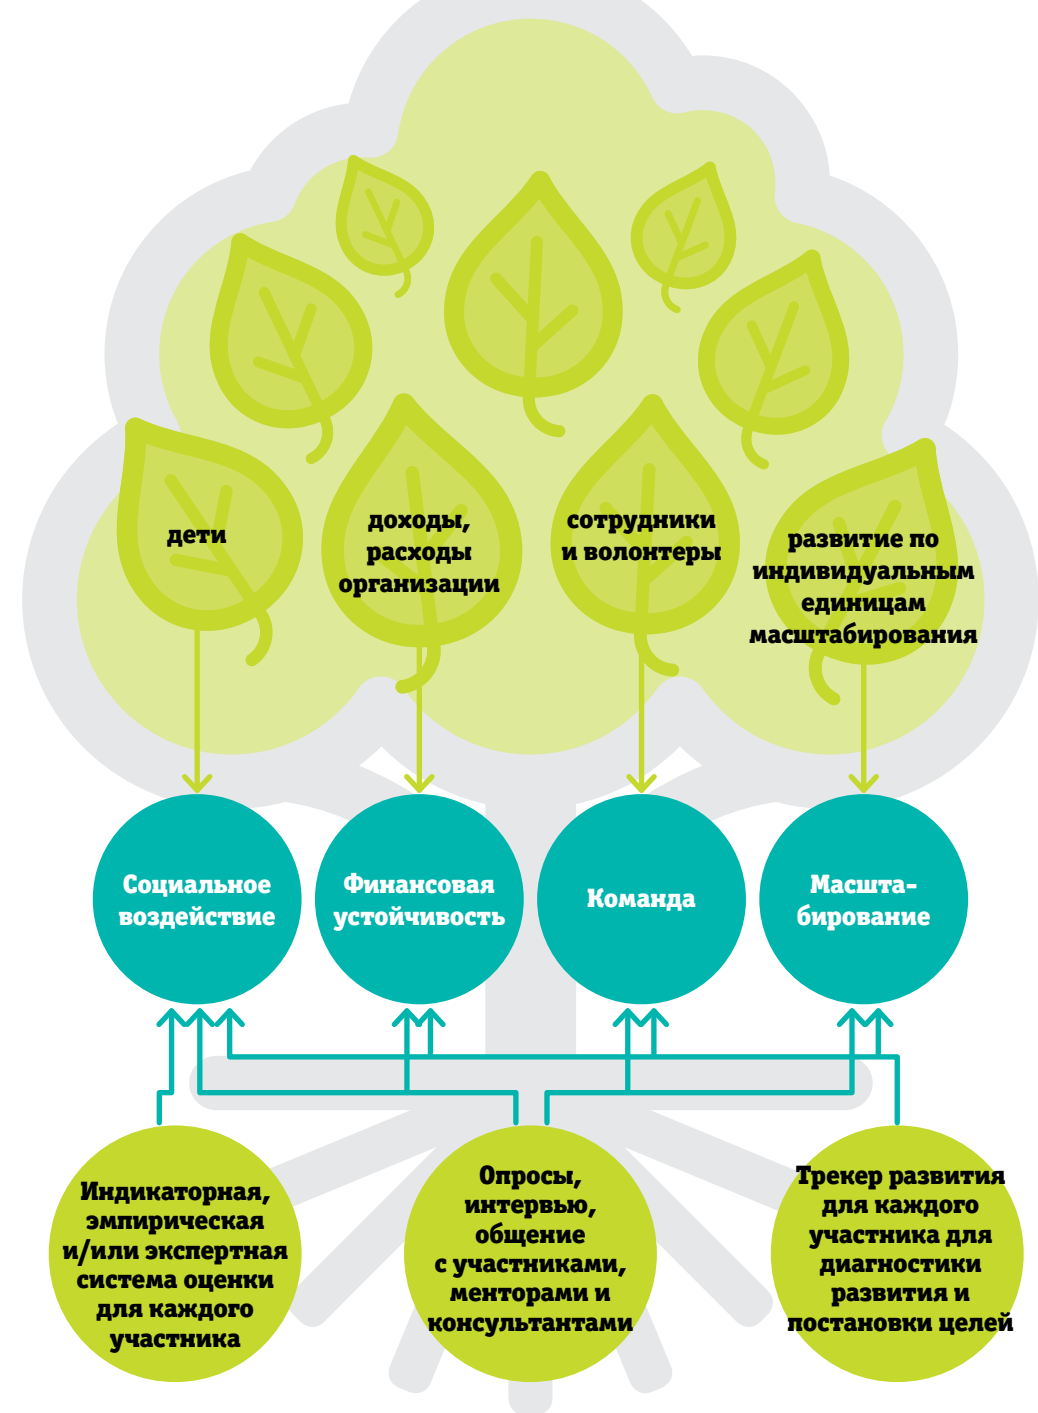 дети
доходы,
расходы
организации
сотрудники
и волонтеры
развитие по
индивидуальным
единицам
масштабирования
Социальное
воздействие
Финансовая
устойчивость
Команда
Масшта-
бирование
Индикаторная,
эмпирическая
и/или экспертная
система оценки
для каждого
участника
Опросы,
интервью,
общение
с участниками,
менторами и
консультантами
Трекер развития
для каждого
участника для
диагностики
развития и
постановки целей